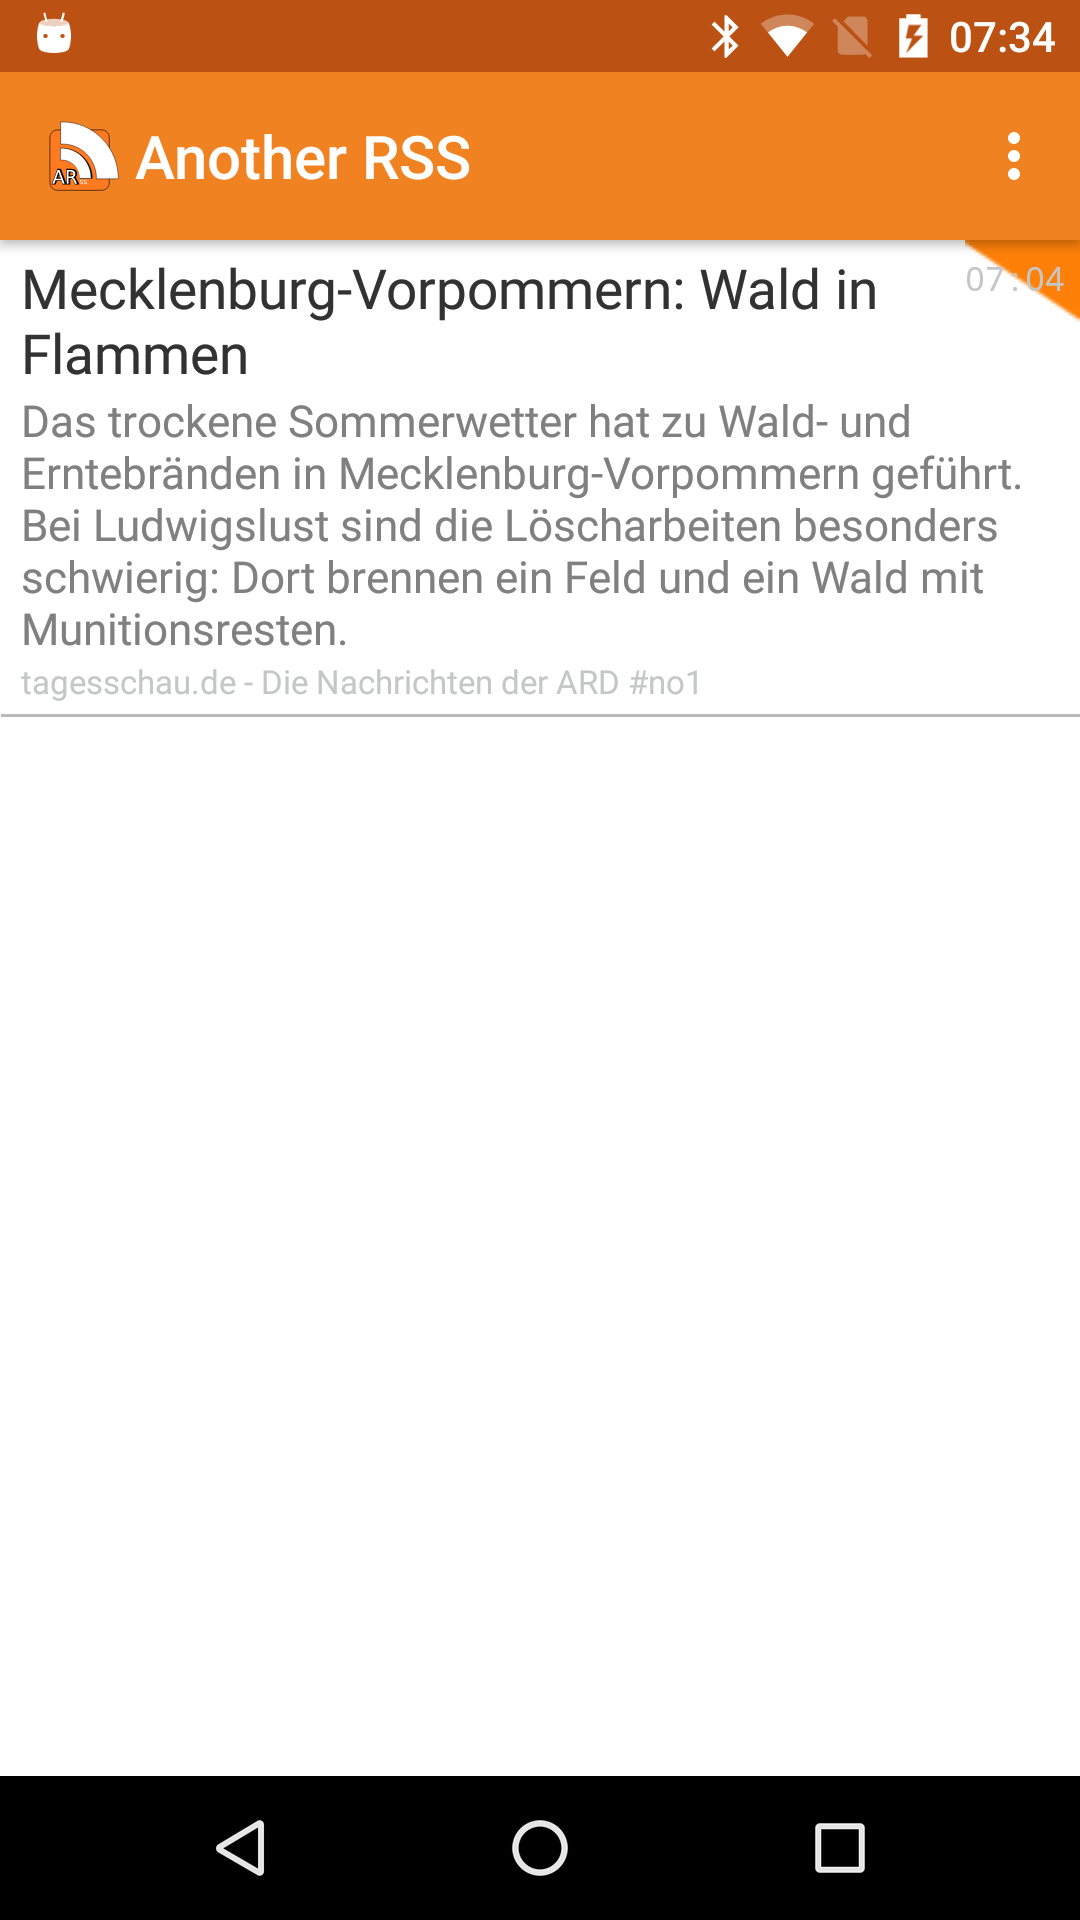 07:34
AR
Another RSS
Mecklenburg-Vorpommern: Wald in
Flammen
07:04
Das trockene Sommerwetter hat zu Wald- und
Erntebränden in Mecklenburg-Vorpommern geführt.
Bei Ludwigslust sind die Löscharbeiten besonders
schwierig: Dort brennen ein Feld und ein Wald mit
Munitionsresten.
tagesschau.de - Die Nachrichten der ARD #no1